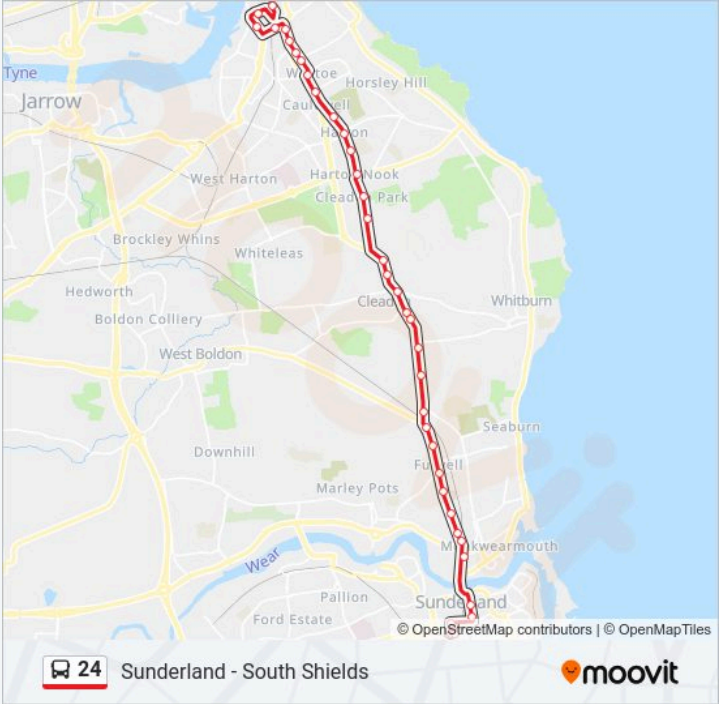 Tyne
Westoe
Horsley Hill
Jarrow
Cauldwell
Harton
West Harton
Harton Nook
Cleadon Park
Brockley Whins
Whiteleas
Hedworth
Cleadon
Whitburn
Boldon Colliery
West Boldon
Seaburn
Downhill
Fulwell
Marley Pots
Monkwearmouth
Wear
Pallion
Sunderland
Ford Estate
© OpenStreetMap contributors | © OpenMapTiles
24 Sunderland - South Shields
moovit